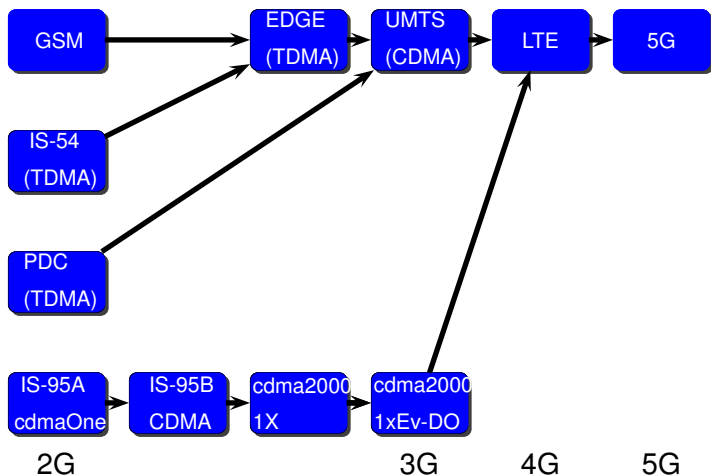 GSM
EDGE
(TDMA)
UMTS
(CDMA)
LTE
5G
IS-54
(TDMA)
PDC
(TDMA)
IS-95A
cdmaOne
IS-95B
CDMA
cdma2000
1X
cdma2000
1xEv-DO
2G
3G
4G
5G